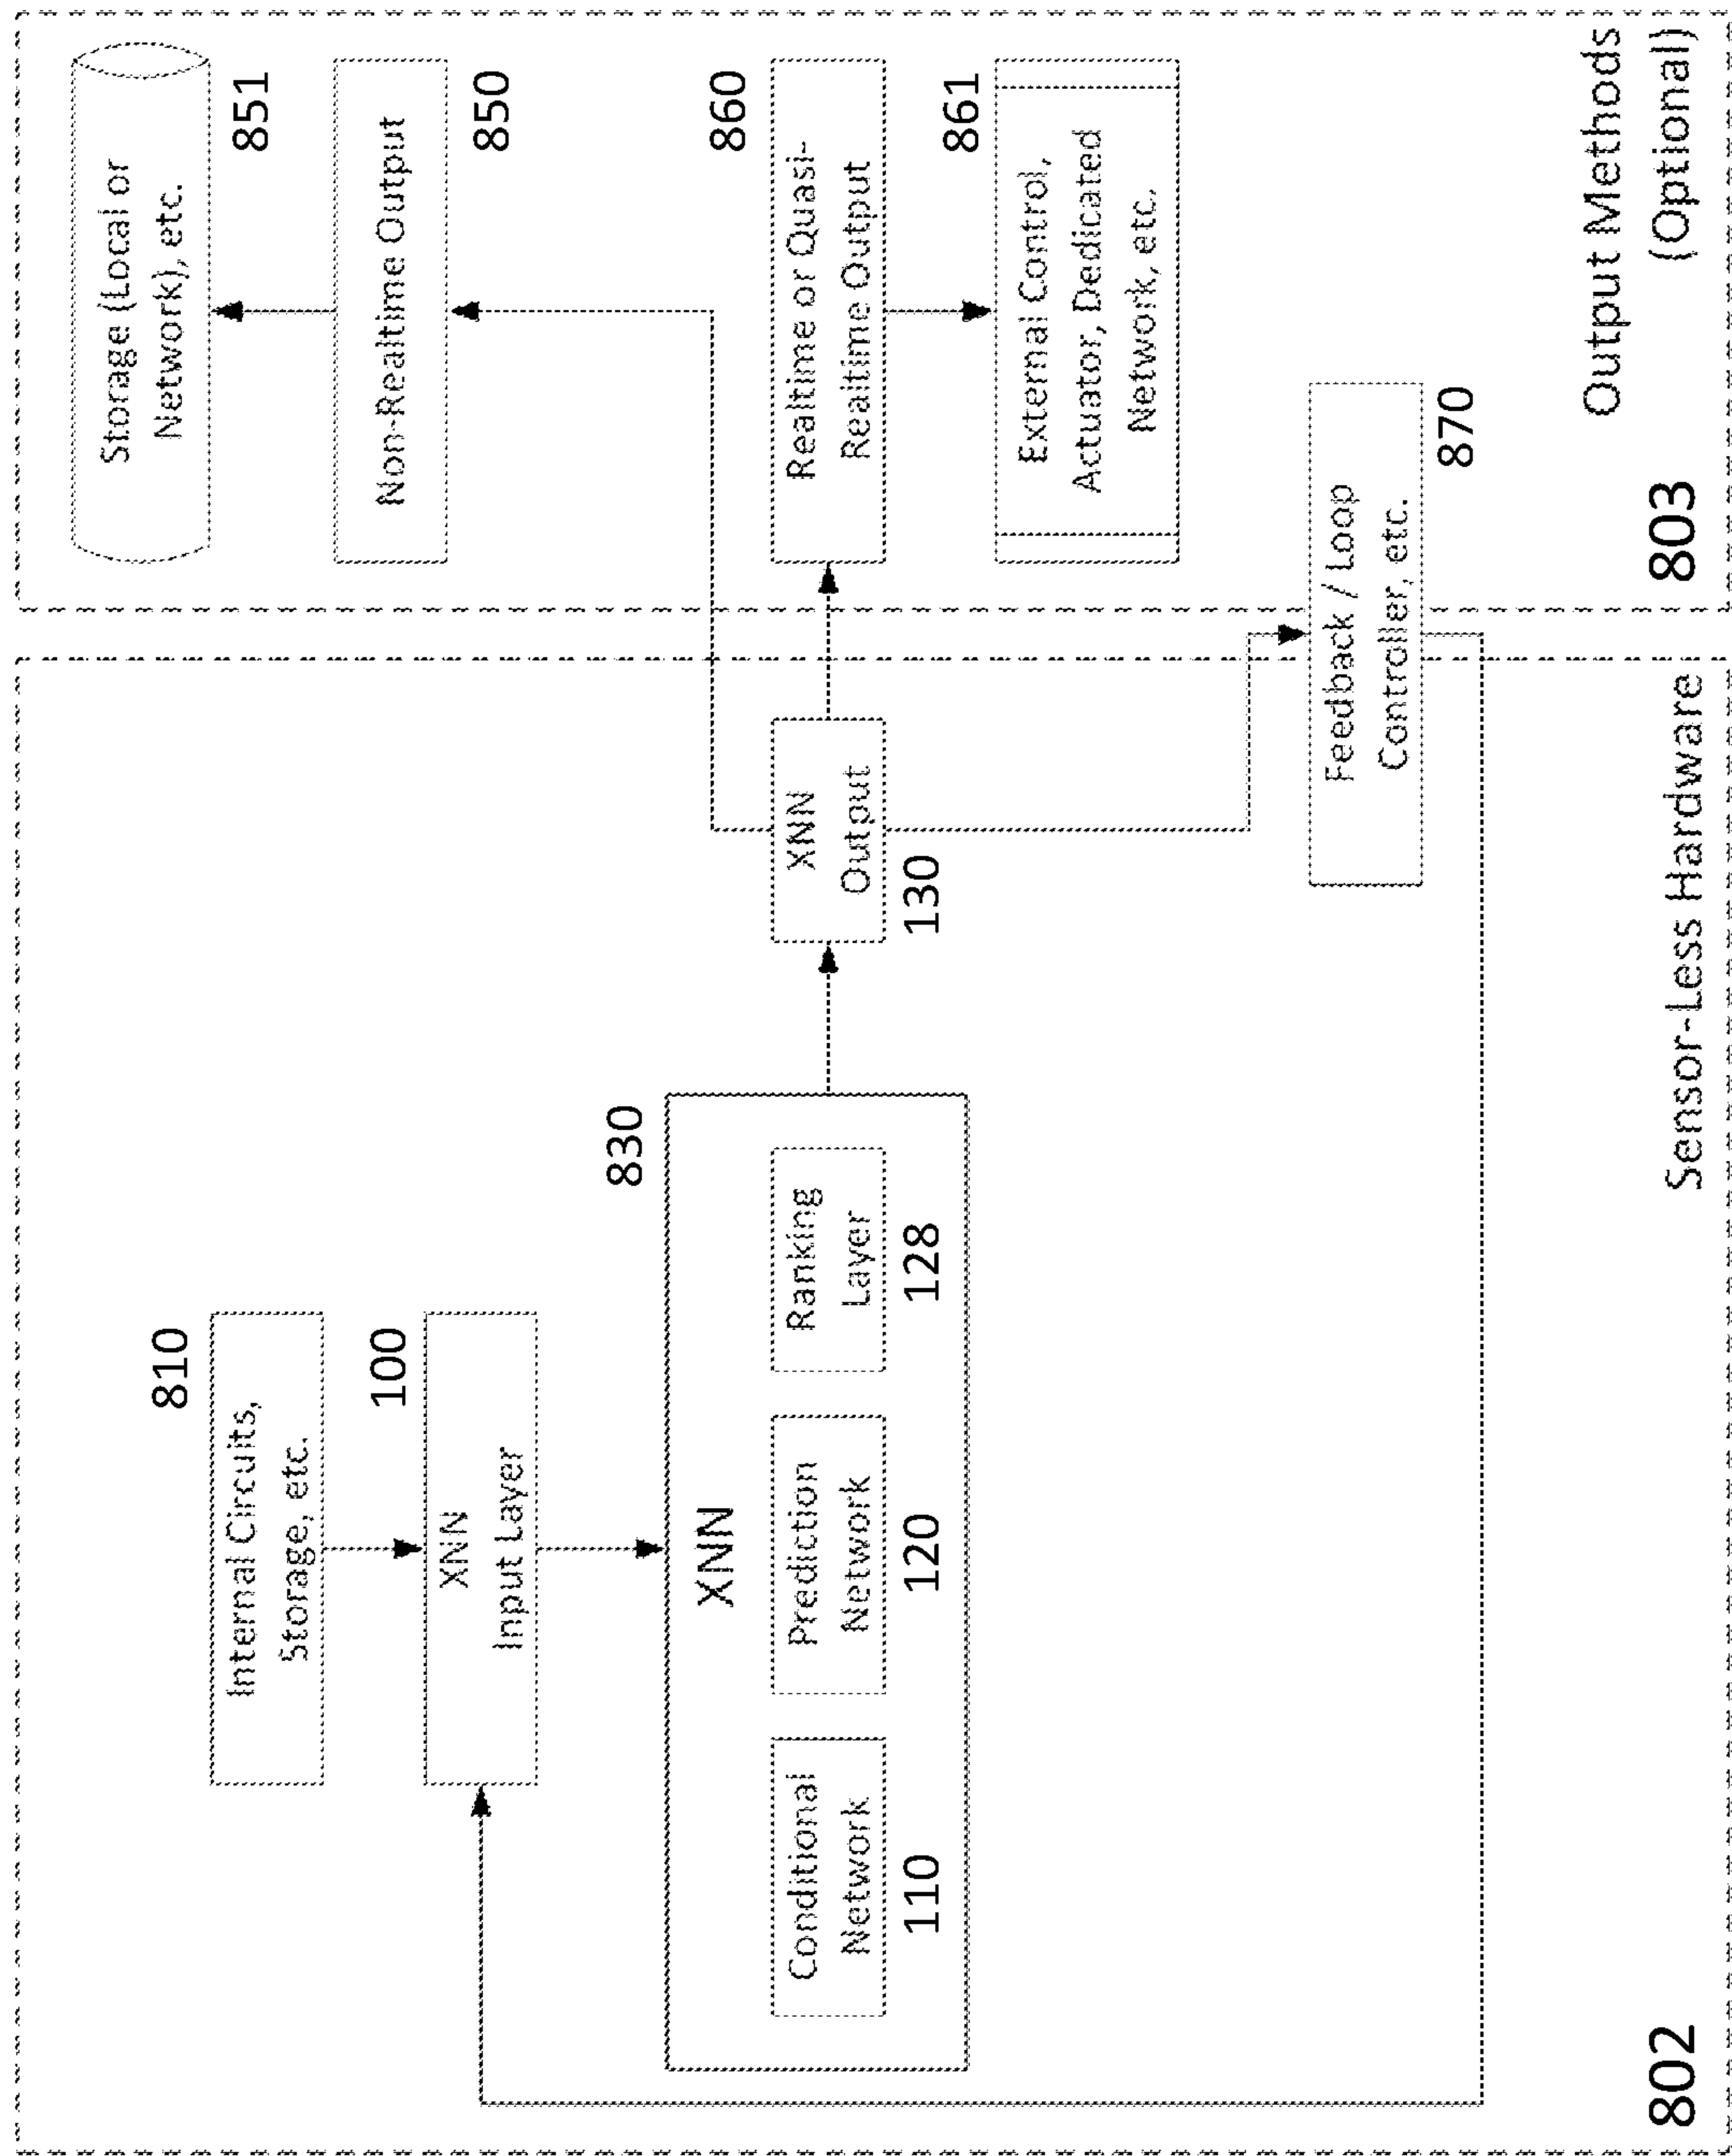 Internal Circuits,
Storage, etc.
810
XNN
Input Layer
100
830
XNN
Conditional
Network
110
Prediction
Network
120
Ranking
Layer
128
XNN
Output
130
Sensor-Less Hardware
802
Storage (Local or
Network), etc.
851
Non-Realtime Output
850
Realtime or Quasi-
Realtime Output
860
External Control,
Actuator, Dedicated
Network, etc.
861
Feedback / Loop
Controller, etc.
870
Output Methods
(Optional)
803